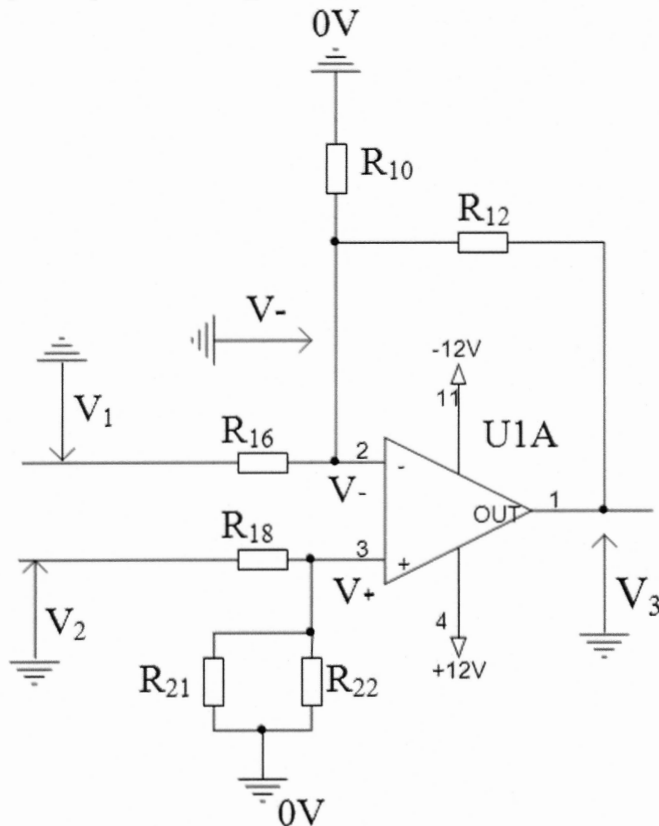 0V
R10
R12
V-
-12V
V1
11
U1A
R16
2
-
V-
OUT
1
R18
3
+
V+
V2
4
V3
+12V
R21
R22
0V